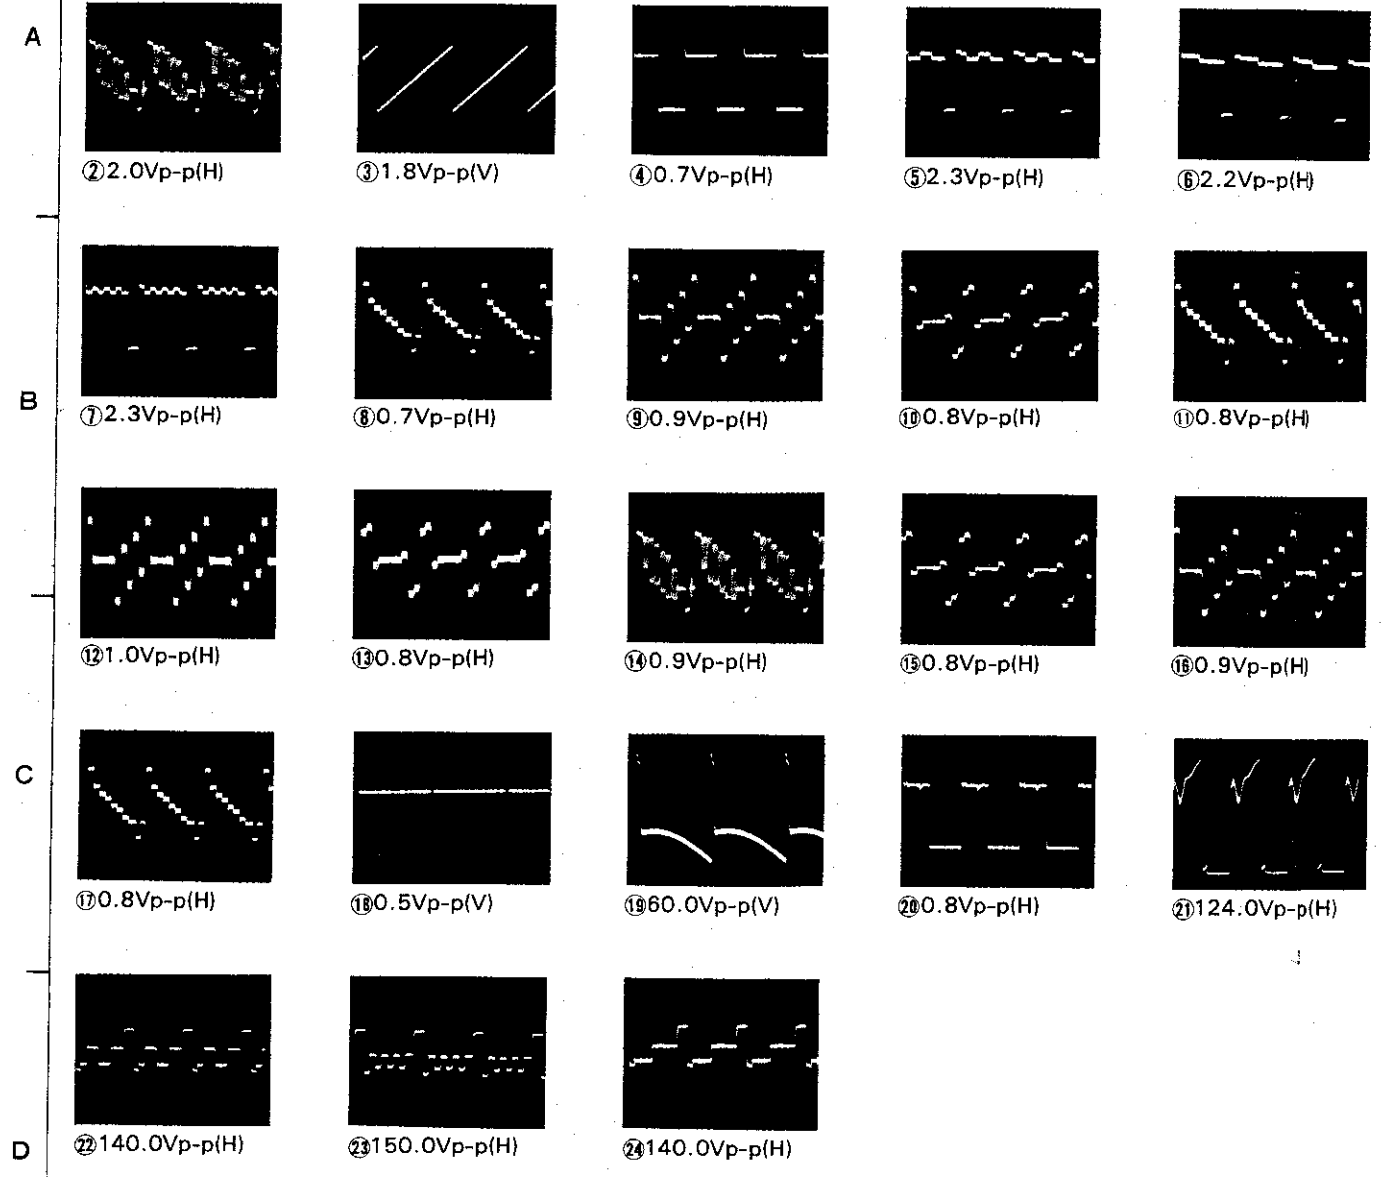 A
②2.0Vp-p(H) ③1.8Vp-p(V) ④0.7Vp-p(H) ⑤2.3Vp-p(H) ⑥2.2Vp-p(H)
⑦2.3Vp-p(H) ⑧0.7Vp-p(H) ⑨0.9Vp-p(H) ⑩0.8Vp-p(H) ⑪0.8Vp-p(H)
B
⑫1.0Vp-p(H) ⑬0.8Vp-p(H) ⑭0.9Vp-p(H) ⑮0.8Vp-p(H) ⑯0.9Vp-p(H)
C
⑰0.8Vp-p(H) ⑱0.5Vp-p(V) ⑲60.0Vp-p(V) ⑳0.8Vp-p(H) ㉑124.0Vp-p(H)
D
㉒140.0Vp-p(H) ㉓150.0Vp-p(H) ㉔140.0Vp-p(H)